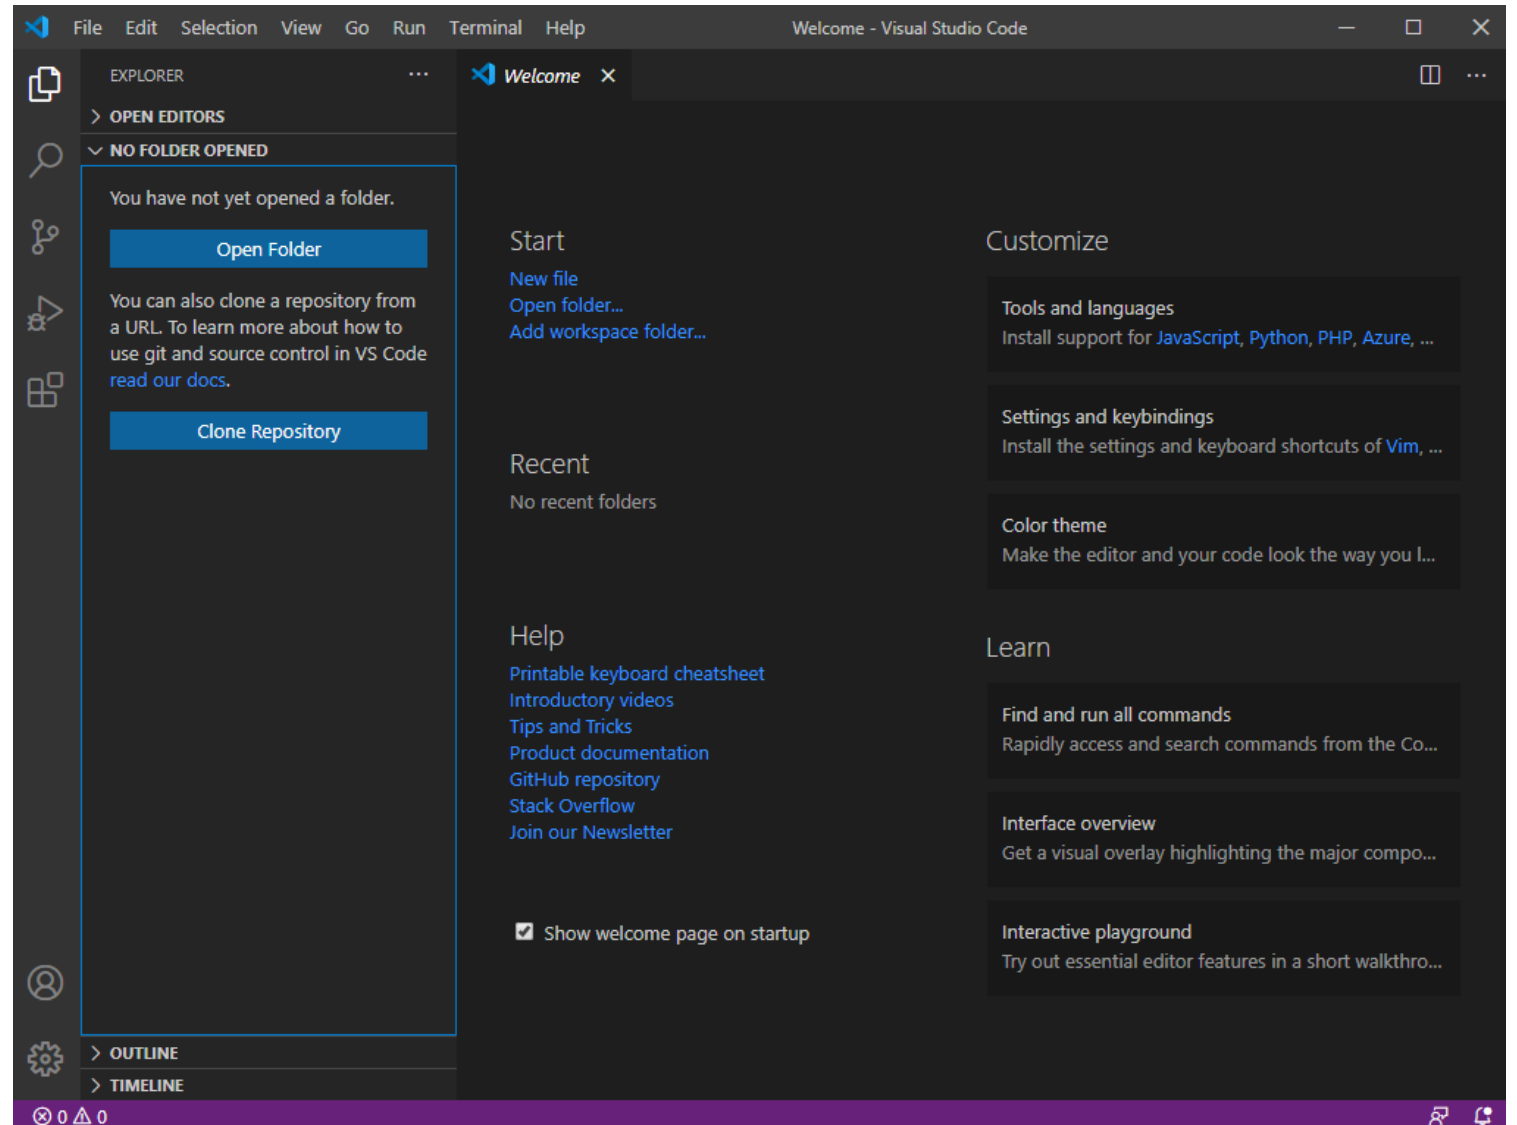 File Edit Selection View Go Run Terminal Help
Welcome - Visual Studio Code
EXPLORER
Welcome
OPEN EDITORS
NO FOLDER OPENED
You have not yet opened a folder.
Open Folder
You can also clone a repository from
a URL. To learn more about how to
use git and source control in VS Code
read our docs.
Clone Repository
OUTLINE
TIMELINE
Start
New file
Open folder...
Add workspace folder...
Recent
No recent folders
Help
Printable keyboard cheatsheet
Introductory videos
Tips and Tricks
Product documentation
GitHub repository
Stack Overflow
Join our Newsletter
Show welcome page on startup
Customize
Tools and languages
Install support for JavaScript, Python, PHP, Azure, ...
Settings and keybindings
Install the settings and keyboard shortcuts of Vim, ...
Color theme
Make the editor and your code look the way you l...
Learn
Find and run all commands
Rapidly access and search commands from the Co...
Interface overview
Get a visual overlay highlighting the major compo...
Interactive playground
Try out essential editor features in a short walkthro...
0 0